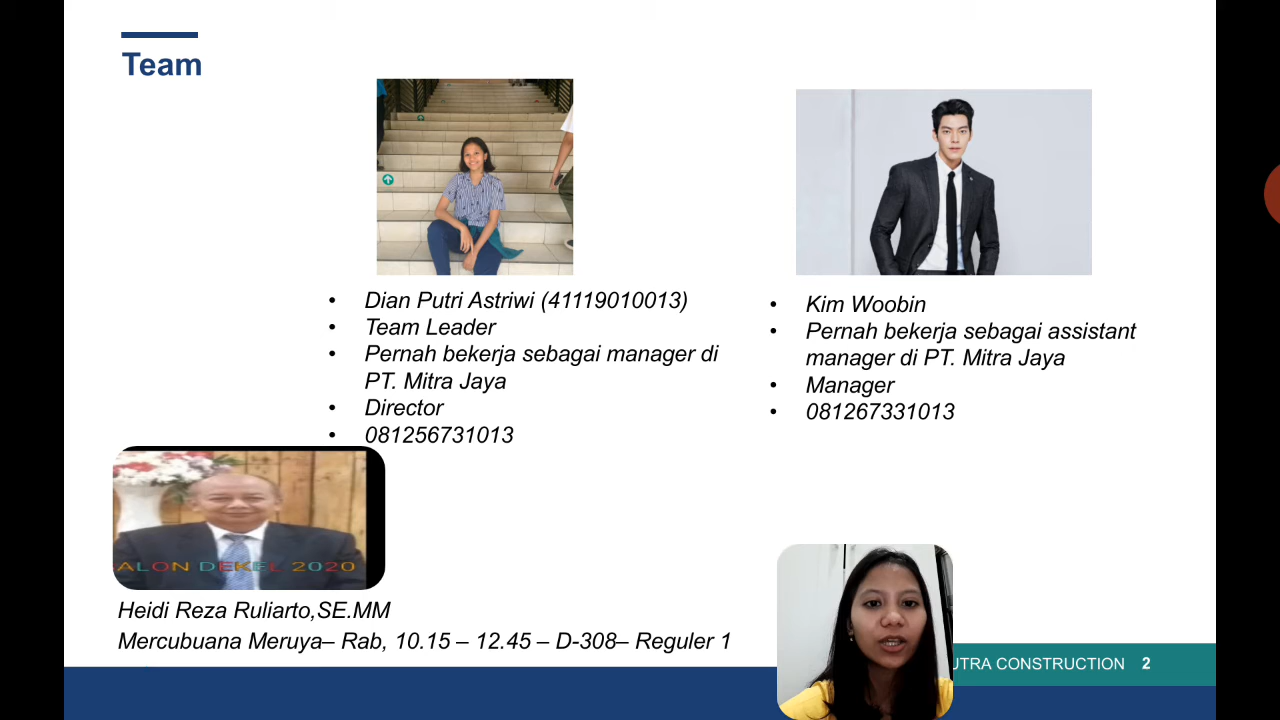 Team
Dian Putri Astriwi (41119010013)
Team Leader
Pernah bekerja sebagai manager di
PT. Mitra Jaya
Director
081256731013
Kim Woobin
Pernah bekerja sebagai assistant
manager di PT. Mitra Jaya
Manager
081267331013
ALON DEKEL 2020
Heidi Reza Ruliarto,SE.MM
Mercubuana Meruya– Rab, 10.15 – 12.45 – D-308– Reguler 1
UTRA CONSTRUCTION 2